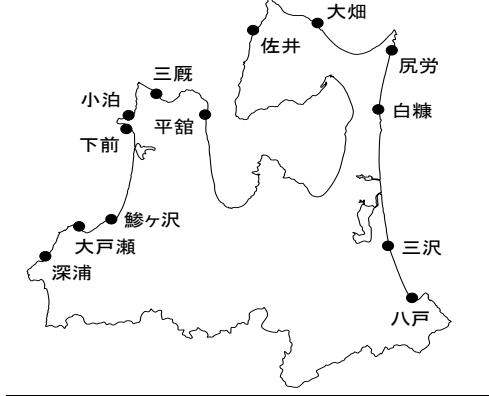 大畑
佐井
尻労
三厩
小泊
平舘
白糠
下前
鰺ヶ沢
大戸瀬
三沢
深浦
八戸